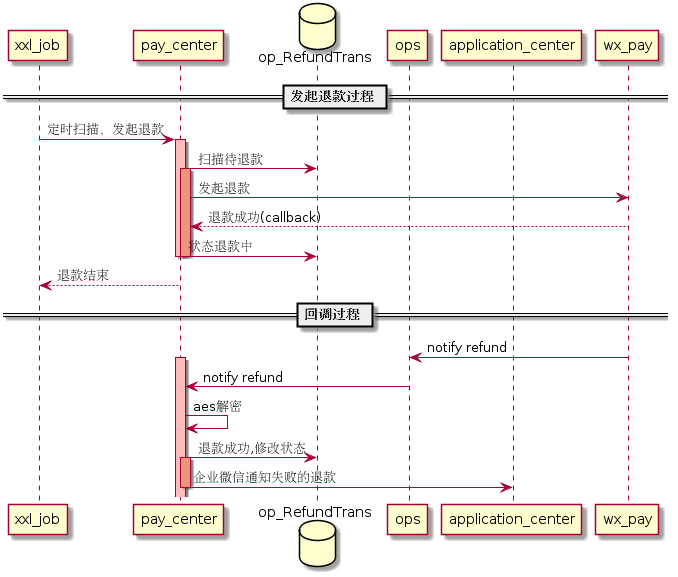 xxl_job pay_center op_RefundTrans ops application_center wx_pay
发起退款过程
定时扫描，发起退款
扫描待退款
发起退款
退款成功(callback)
状态退款中
退款结束
回调过程
notify refund
notify refund
aes解密
退款成功,修改状态
企业微信通知失败的退款
xxl_job pay_center op_RefundTrans ops application_center wx_pay